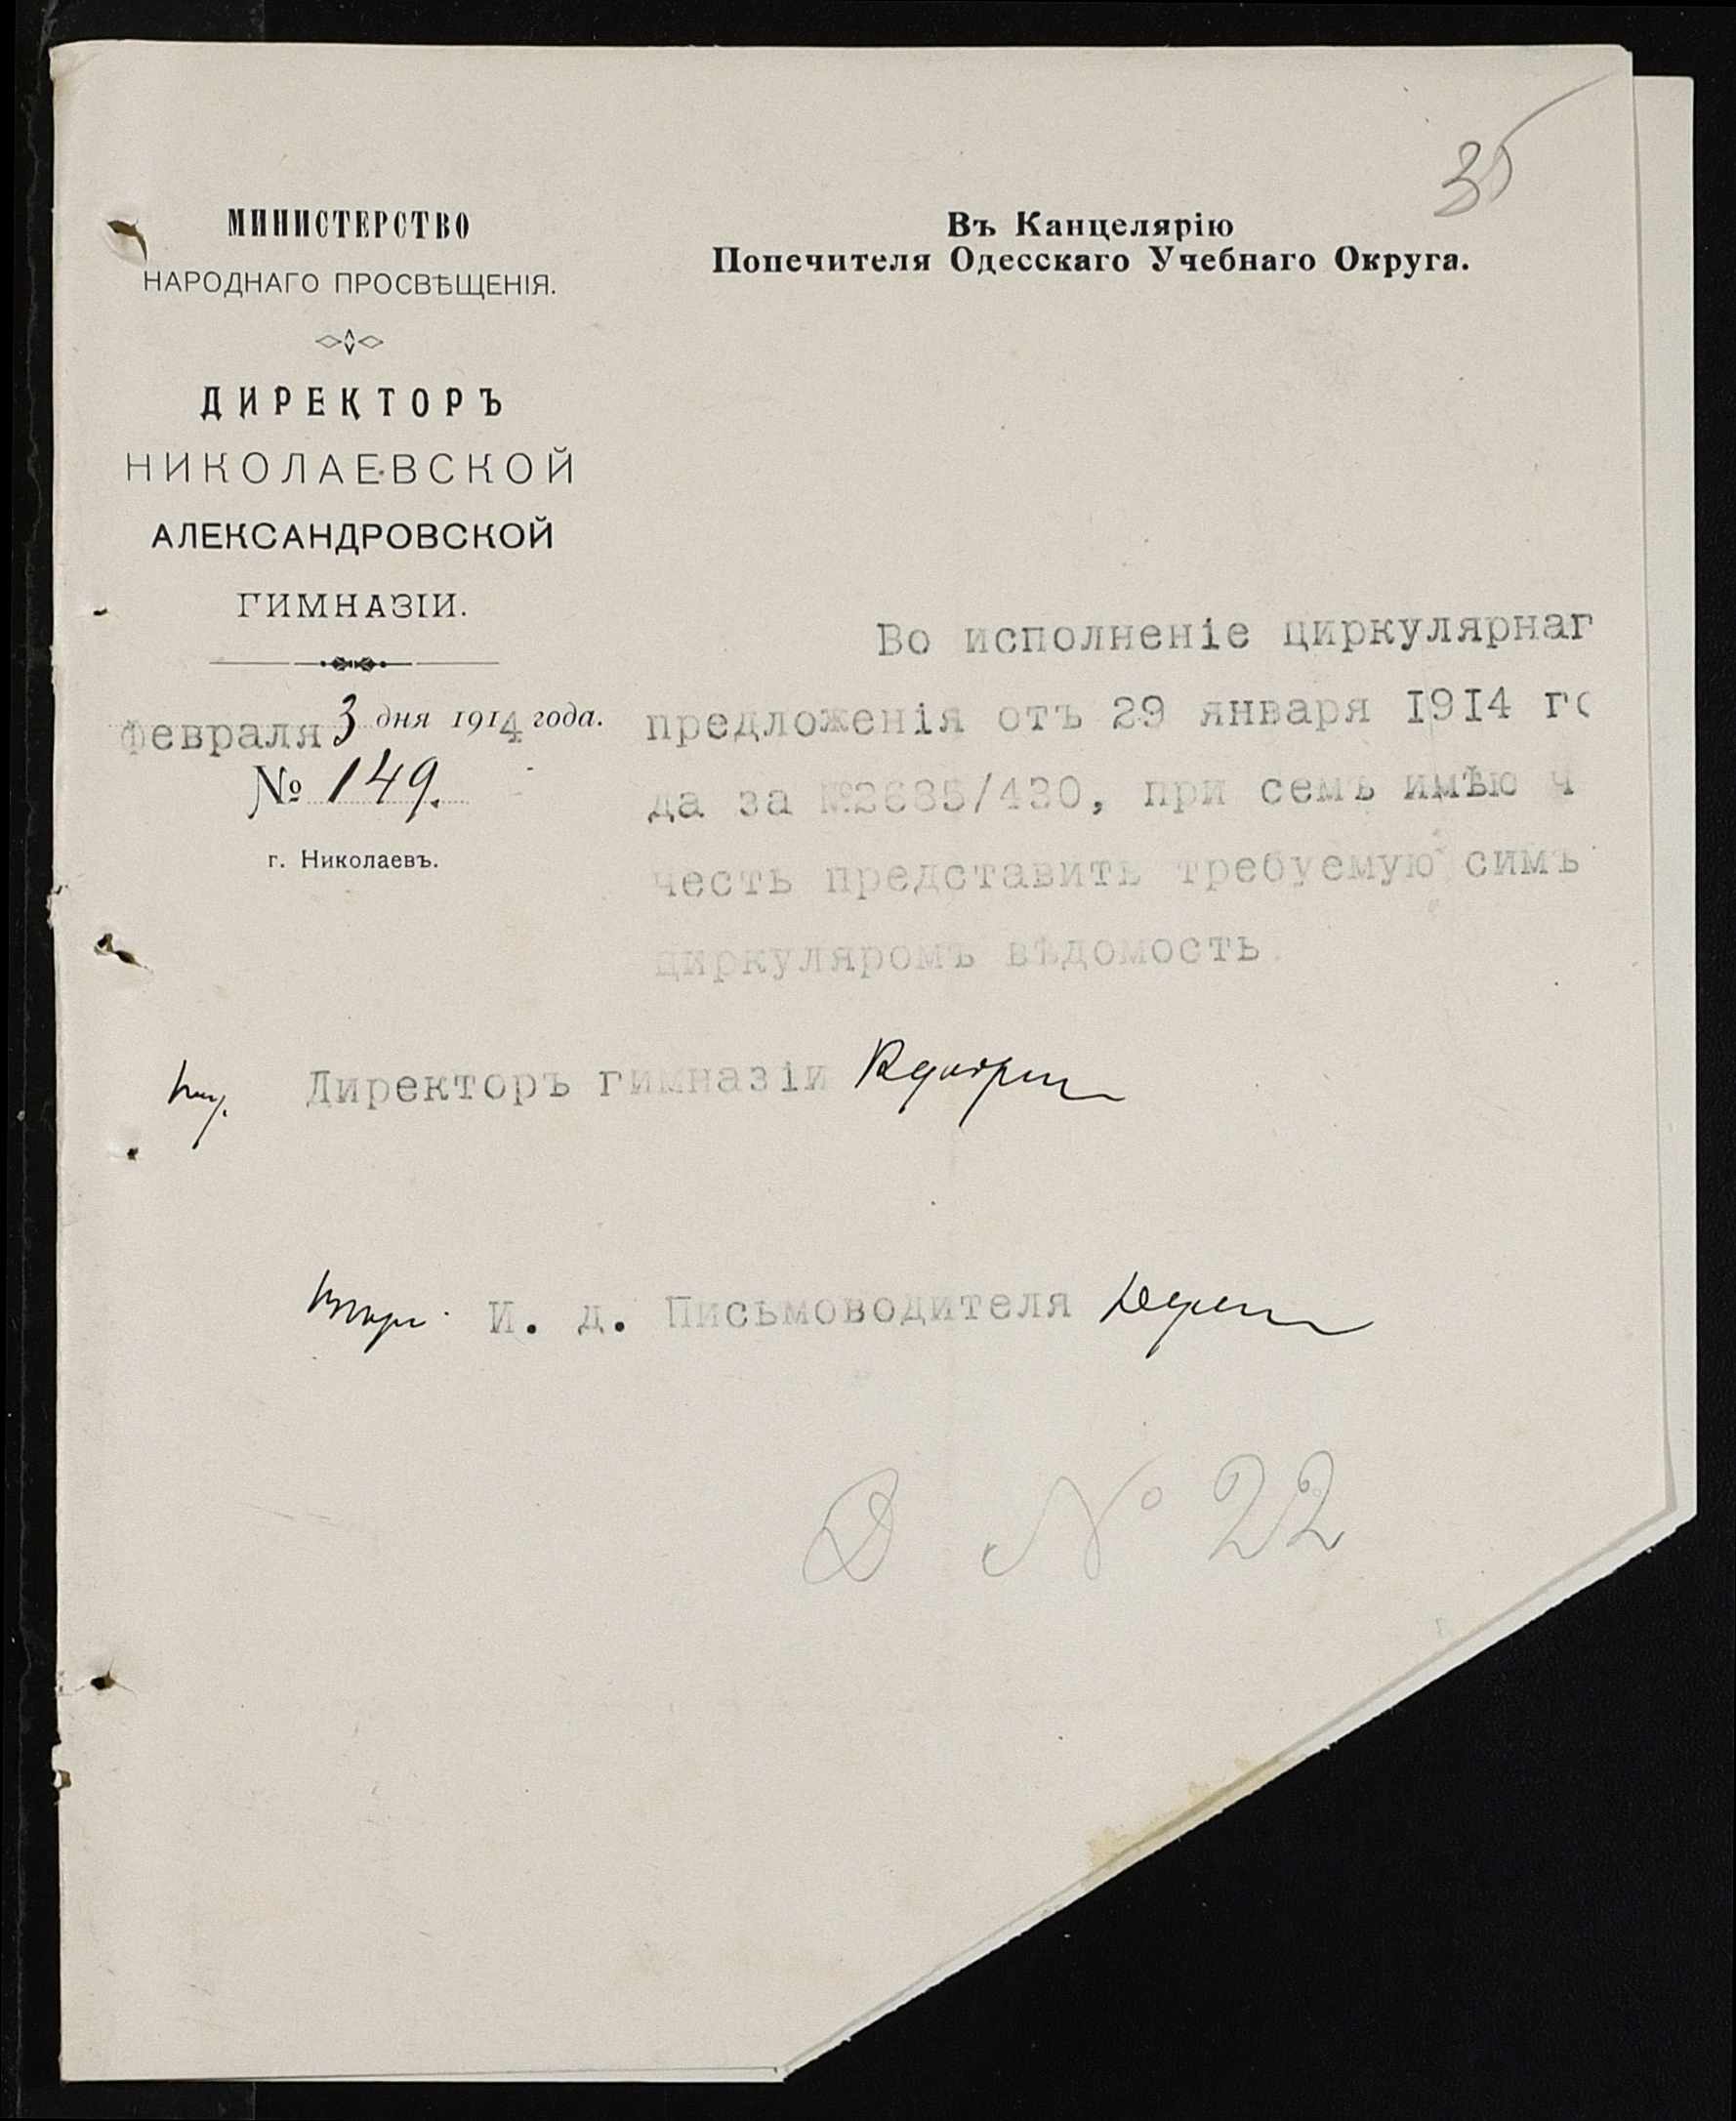 35
МИНИСТЕРСТВО
НАРОДНАГО ПРОСВѢЩЕНІЯ.
ДИРЕКТОРЪ
НИКОЛАЕВСКОЙ
АЛЕКСАНДРОВСКОЙ
ГИМНАЗІИ.
февраля 3 дня 1914 года.
№ 149.
г. Николаевъ.
Въ Канцелярію
Попечителя Одесскаго Учебнаго Округа.
Во исполненіе циркулярнаг
предложенія отъ 29 января 1914 го
да за №2685/430, при семъ имѣю ч
честь представить требуемую симъ
циркуляромъ вѣдомость.
Директоръ гимназіи
И. д. Письмоводителя
№ 22